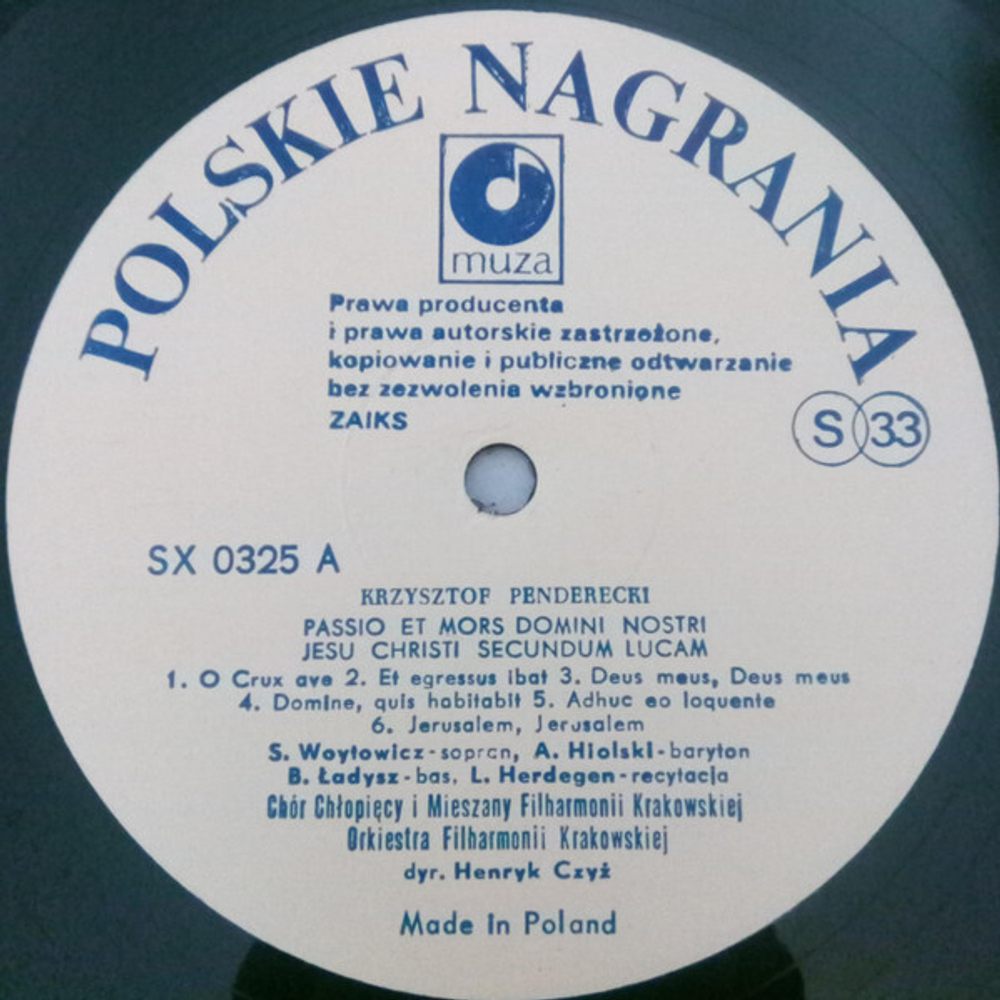 POLSKIE NAGRANIA
muza
Prawa producenta
i prawa autorskie zastrzeżone,
kopiowanie i publiczne odtwarzanie
bez zezwolenia wzbronione
ZAIKS
S 33
SX 0325 A
KRZYSZTOF PENDERECKI
PASSIO ET MORS DOMINI NOSTRI
JESU CHRISTI SECUNDUM LUCAM
1. O Crux ave 2. Et egressus ibat 3. Deus meus, Deus meus
4. Domine, quis habitabit 5. Adhuc eo loquente
6. Jerusalem, Jerusalem
S. Woytowicz-sopran, A. Hiolski-baryton
B. Ładysz-bas, L. Herdegen-recytacja
Chór Chłopięcy i Mieszany Filharmonii Krakowskiej
Orkiestra Filharmonii Krakowskiej
dyr. Henryk Czyż
Made in Poland